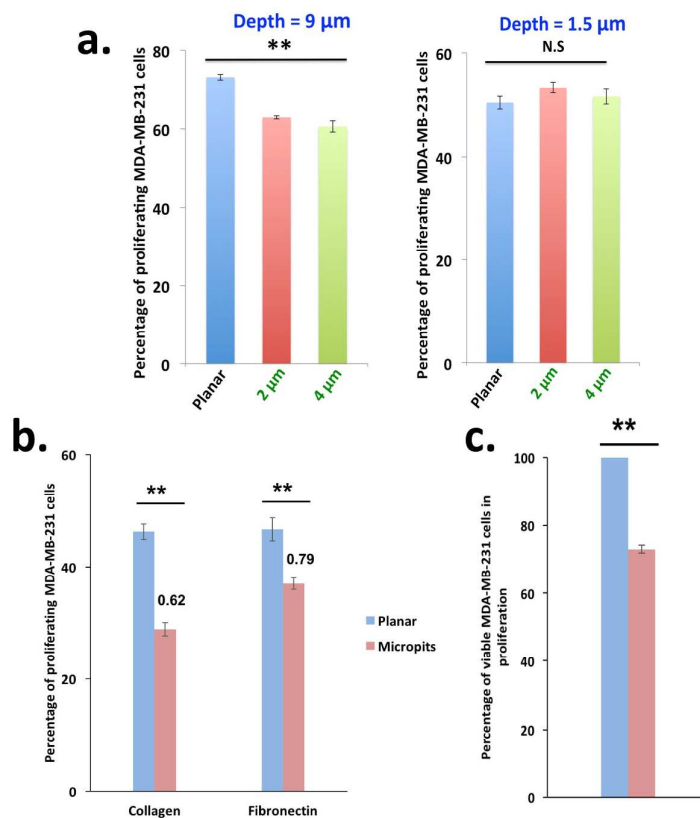 a.
Depth = 9 µm
**
Percentage of proliferating MDA-MB-231 cells
80
60
40
20
0
Planar
2 µm
4 µm
Depth = 1.5 µm
N.S
Percentage of proliferating MDA-MB-231 cells
60
40
20
0
Planar
2 µm
4 µm
b.
Percentage of proliferating MDA-MB-231 cells
60
40
20
0
**
0.62
**
0.79
Collagen
Fibronectin
Planar
Micropits
c.
**
Percentage of viable MDA-MB-231 cells in
proliferation
100
80
60
40
20
0